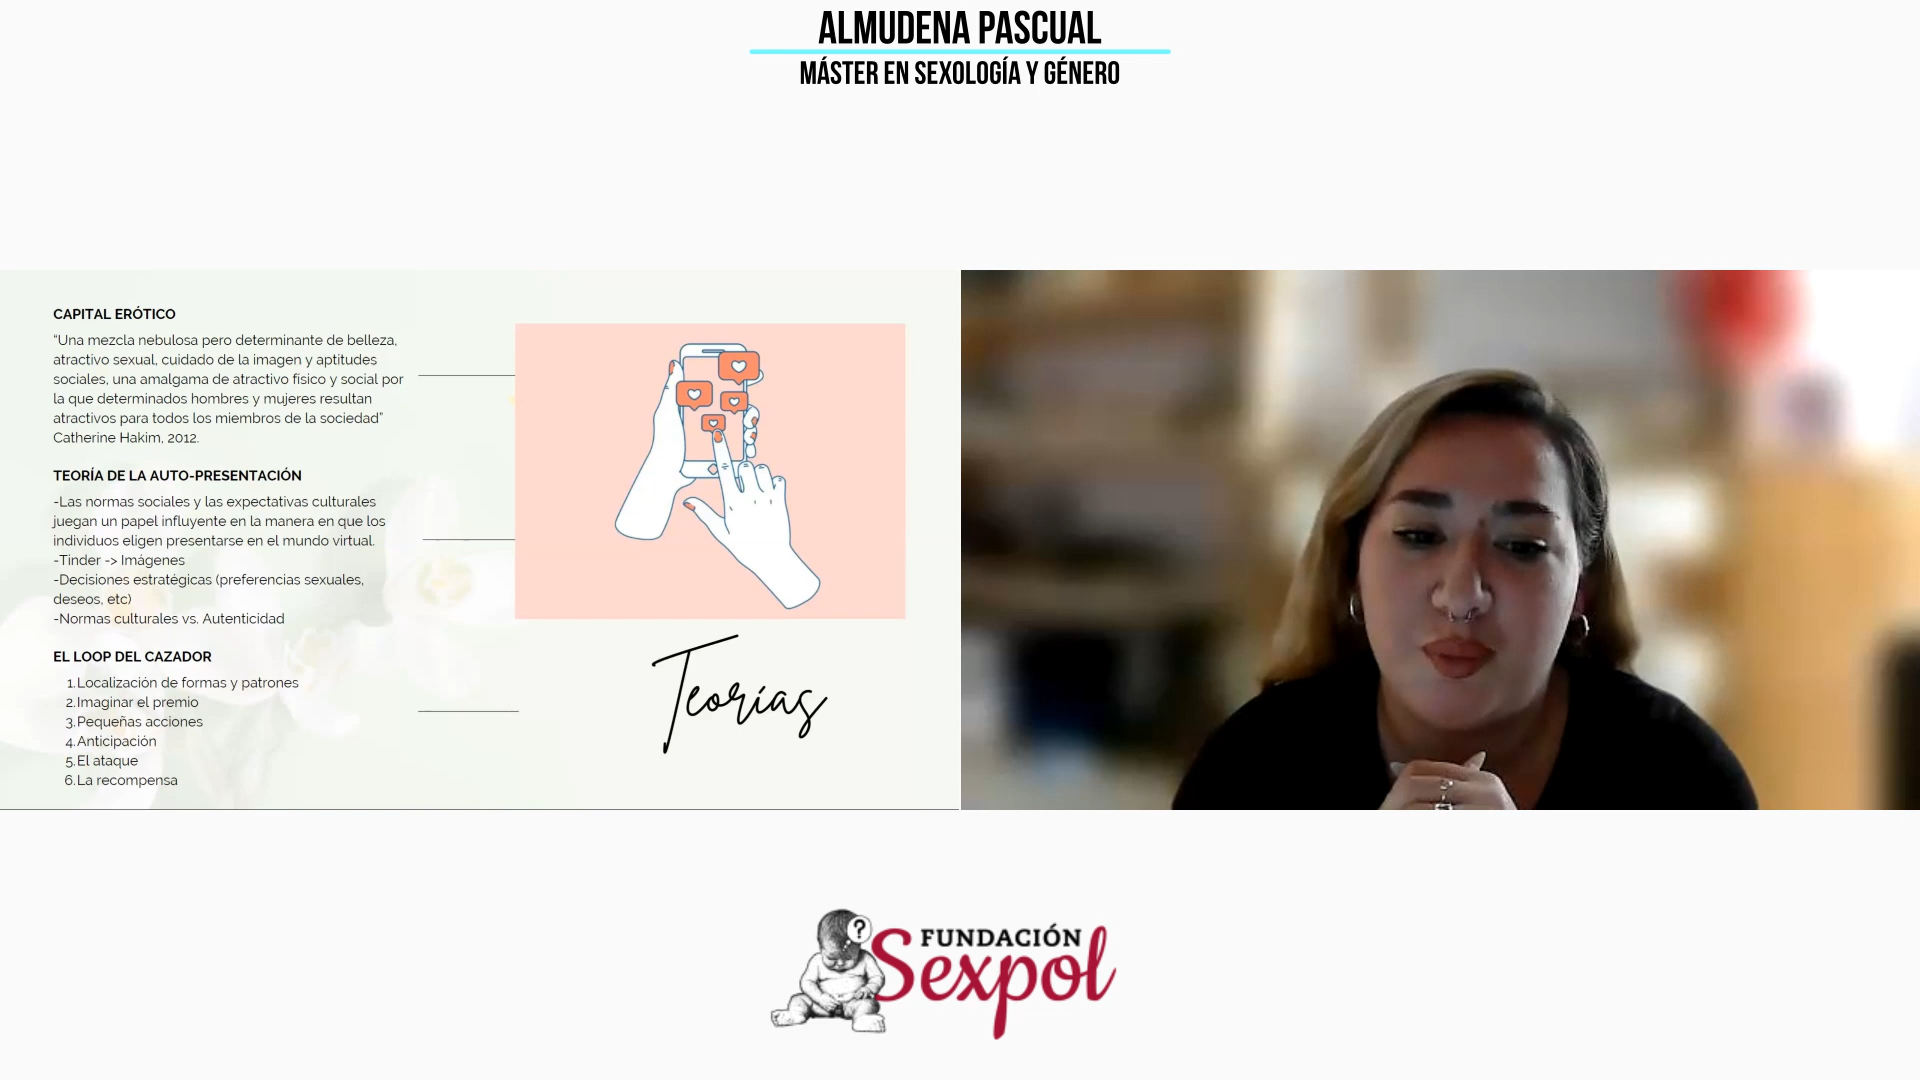 ALMUDENA PASCUAL
MÁSTER EN SEXOLOGÍA Y GÉNERO
CAPITAL ERÓTICO
“Una mezcla nebulosa pero determinante de belleza,
atractivo sexual, cuidado de la imagen y aptitudes
sociales, una amalgama de atractivo físico y social por
la que determinados hombres y mujeres resultan
atractivos para todos los miembros de la sociedad”
Catherine Hakim, 2012.
TEORÍA DE LA AUTO-PRESENTACIÓN
-Las normas sociales y las expectativas culturales
juegan un papel influyente en la manera en que los
individuos eligen presentarse en el mundo virtual.
-Tinder -> Imágenes
-Decisiones estratégicas (preferencias sexuales,
deseos, etc)
-Normas culturales vs. Autenticidad
EL LOOP DEL CAZADOR
1. Localización de formas y patrones
2. Imaginar el premio
3. Pequeñas acciones
4. Anticipación
5. El ataque
6. La recompensa
Teorías
?
FUNDACIÓN
Sexpol